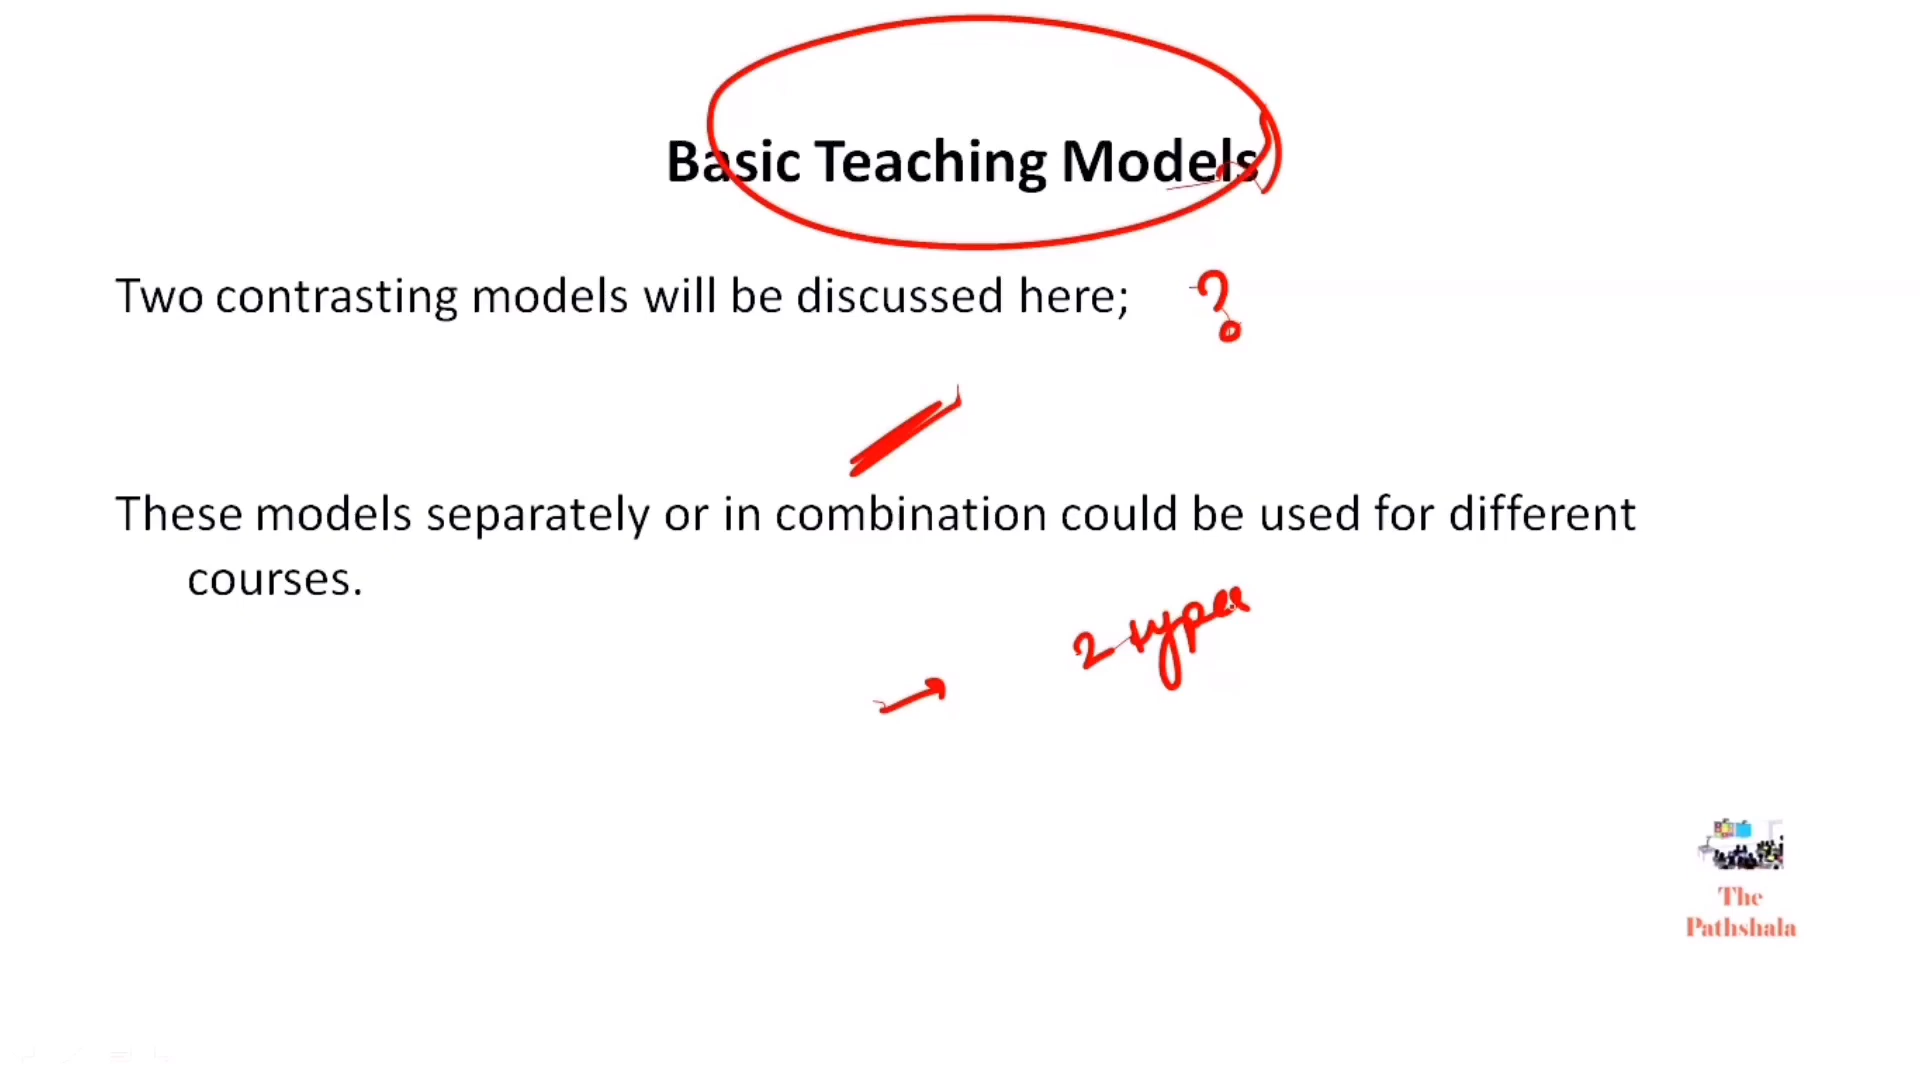 Basic Teaching Models
Two contrasting models will be discussed here; ?
These models separately or in combination could be used for different
courses.
2 types
The
Pathshala